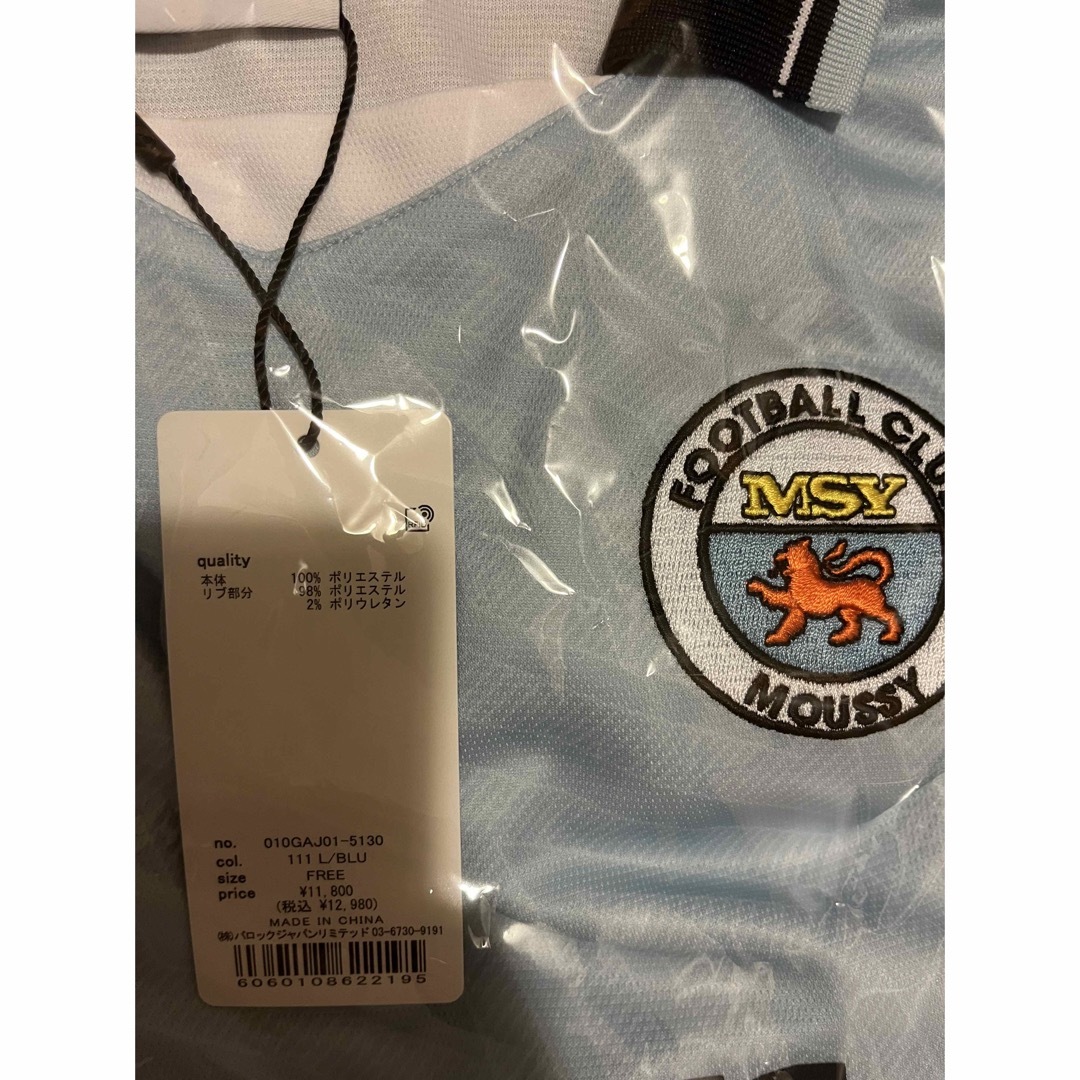 RFID
quality
本体 100% ポリエステル
リブ部分 98% ポリエステル
2% ポリウレタン
no. 010GAJ01-5130
col. 111 L/BLU
size FREE
price ¥11,800
(税込 ¥12,980)
MADE IN CHINA
㈱バロックジャパンリミテッド 03-6730-9191
6060108622195
FOOTBALL CLU
MSY
MOUSSY